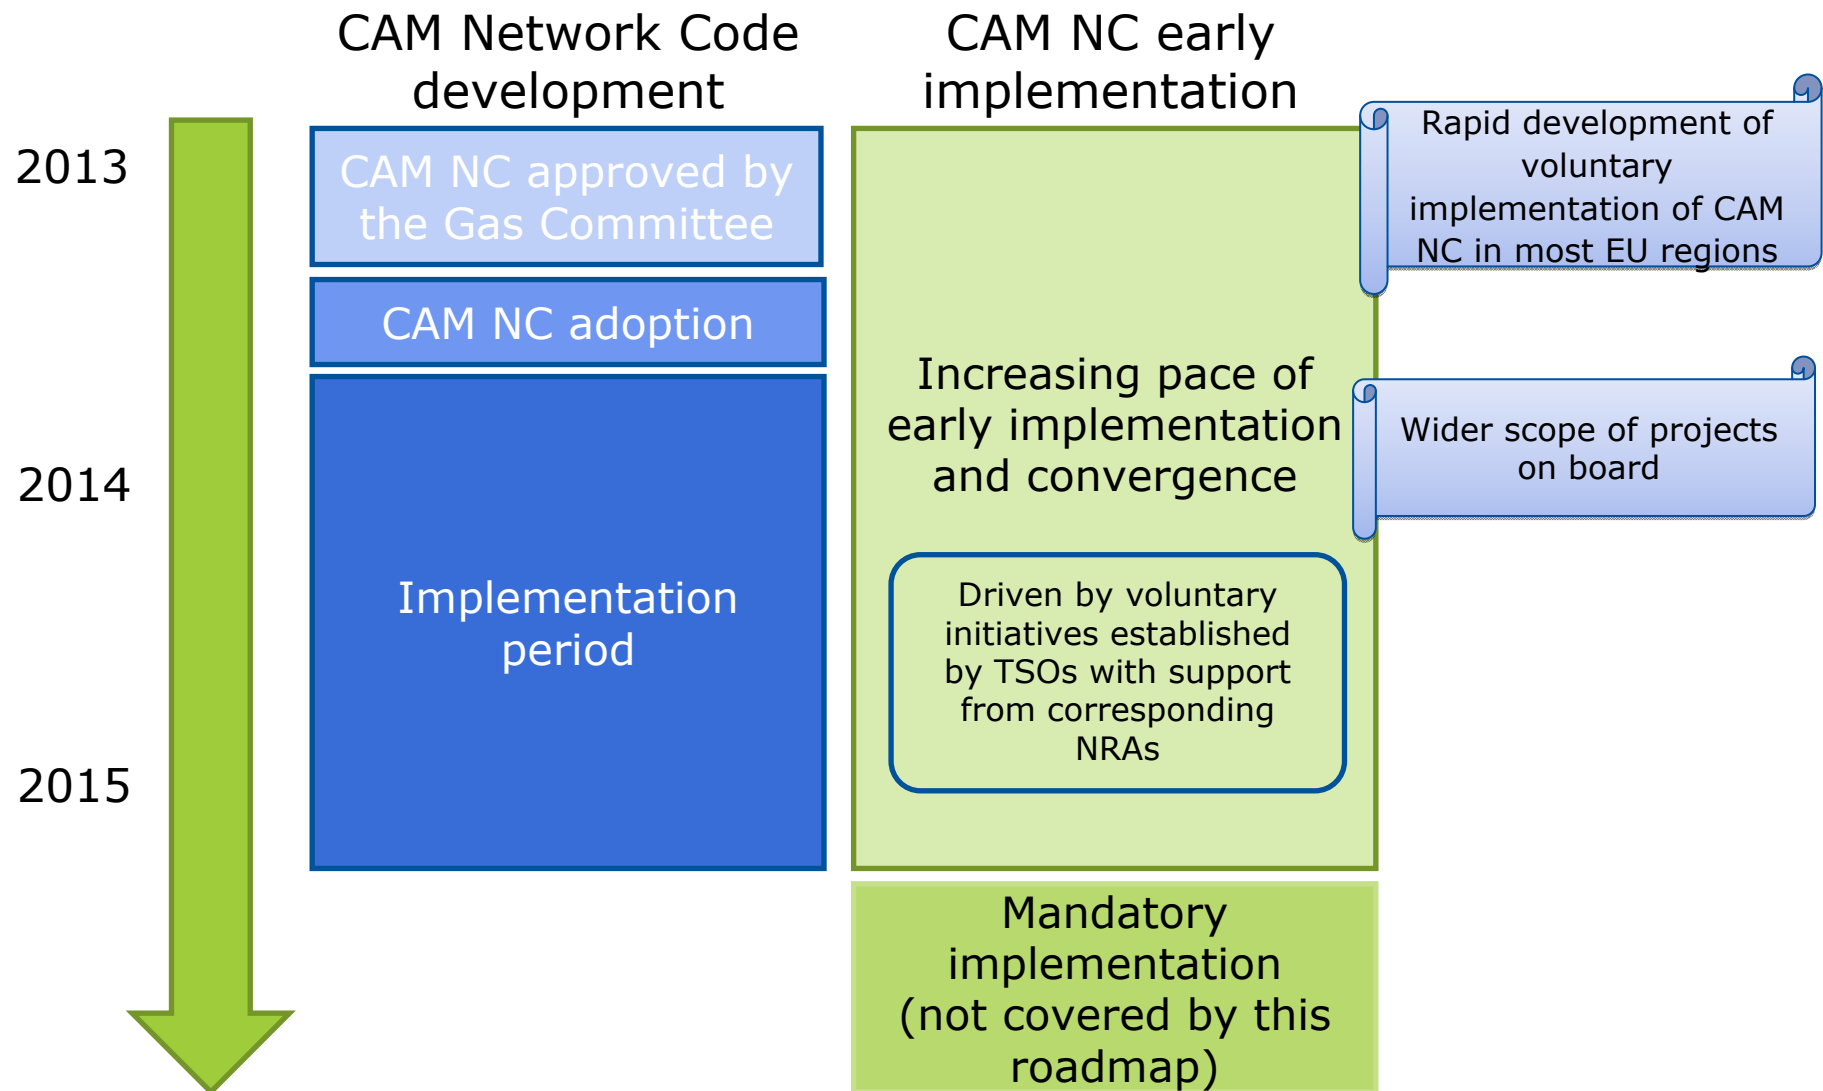 CAM Network Code
development
CAM NC early
implementation
2013
2014
2015
CAM NC approved by
the Gas Committee
CAM NC adoption
Implementation
period
Increasing pace of
early implementation
and convergence
Driven by voluntary
initiatives established
by TSOs with support
from corresponding
NRAs
Mandatory
implementation
(not covered by this
roadmap)
Rapid development of
voluntary
implementation of CAM
NC in most EU regions
Wider scope of projects
on board